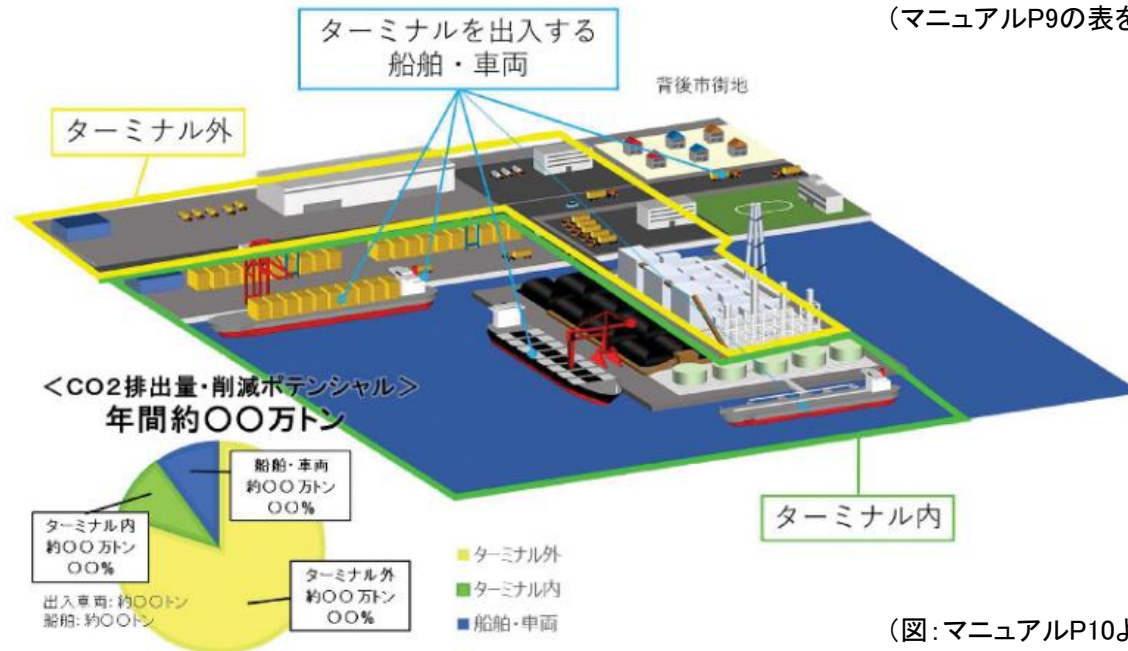 （マニュアルP9の表を
ターミナルを出入する
船舶・車両
背後市街地
ターミナル外
＜CO2排出量・削減ポテンシャル＞
年間約〇〇万トン
船舶・車両
約〇〇万トン
〇〇%
ターミナル内
約〇〇万トン
〇〇%
ターミナル外
約〇〇万トン
〇〇%
出入車両：約〇〇トン
船舶：約〇〇トン
ターミナル外
ターミナル内
船舶・車両
ターミナル内
（図：マニュアルP10よ